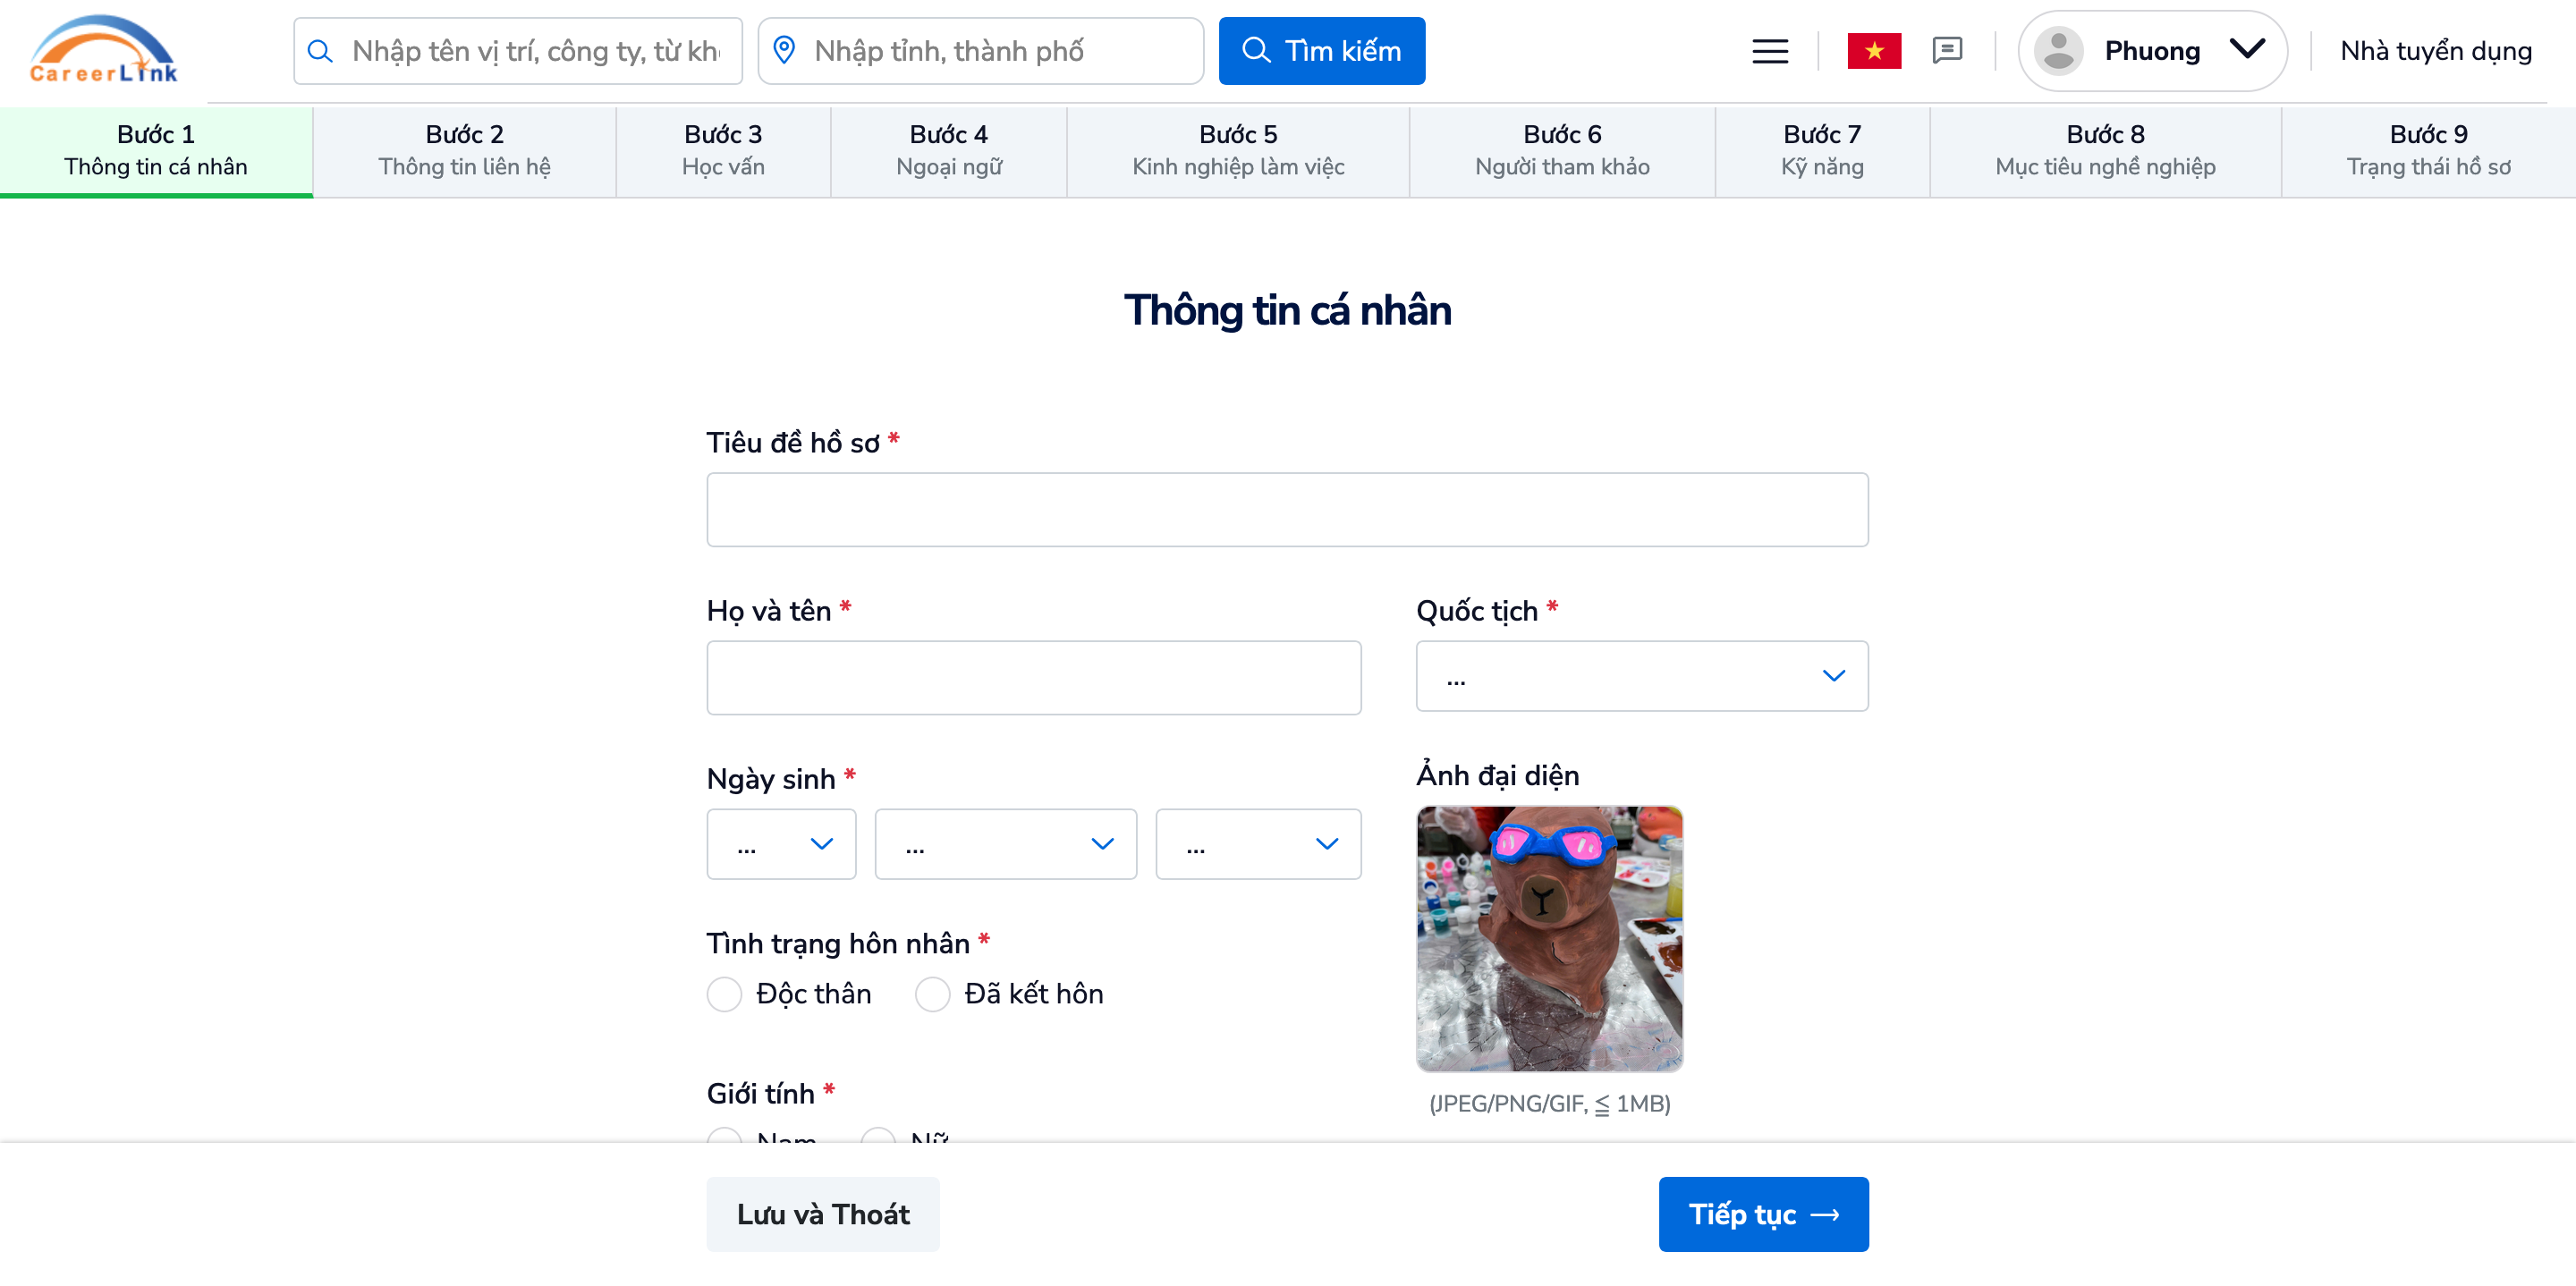 CareerLink
Nhập tên vị trí, công ty, từ kh
Nhập tỉnh, thành phố
Tìm kiếm
Phuong
Nhà tuyển dụng
Bước 1
Thông tin cá nhân
Bước 2
Thông tin liên hệ
Bước 3
Học vấn
Bước 4
Ngoại ngữ
Bước 5
Kinh nghiệp làm việc
Bước 6
Người tham khảo
Bước 7
Kỹ năng
Bước 8
Mục tiêu nghề nghiệp
Bước 9
Trạng thái hồ sơ
Thông tin cá nhân
Tiêu đề hồ sơ *
Họ và tên *
Quốc tịch *
...
Ngày sinh *
... ... ...
Ảnh đại diện
Tình trạng hôn nhân *
Độc thân Đã kết hôn
(JPEG/PNG/GIF, ≦ 1MB)
Giới tính *
Nam Nữ
Lưu và Thoát
Tiếp tục →